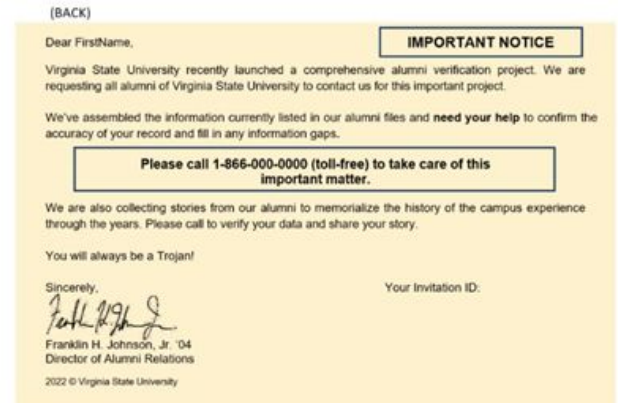 (BACK)
Dear FirstName,
IMPORTANT NOTICE
Virginia State University recently launched a comprehensive alumni verification project. We are
requesting all alumni of Virginia State University to contact us for this important project.
We've assembled the information currently listed in our alumni files and need your help to confirm the
accuracy of your record and fill in any information gaps.
Please call 1-866-000-0000 (toll-free) to take care of this
important matter.
We are also collecting stories from our alumni to memorialize the history of the campus experience
through the years. Please call to verify your data and share your story.
You will always be a Trojan!
Sincerely,
Your Invitation ID:
Franklin H. Johnson, Jr. '04
Director of Alumni Relations
2022 © Virginia State University